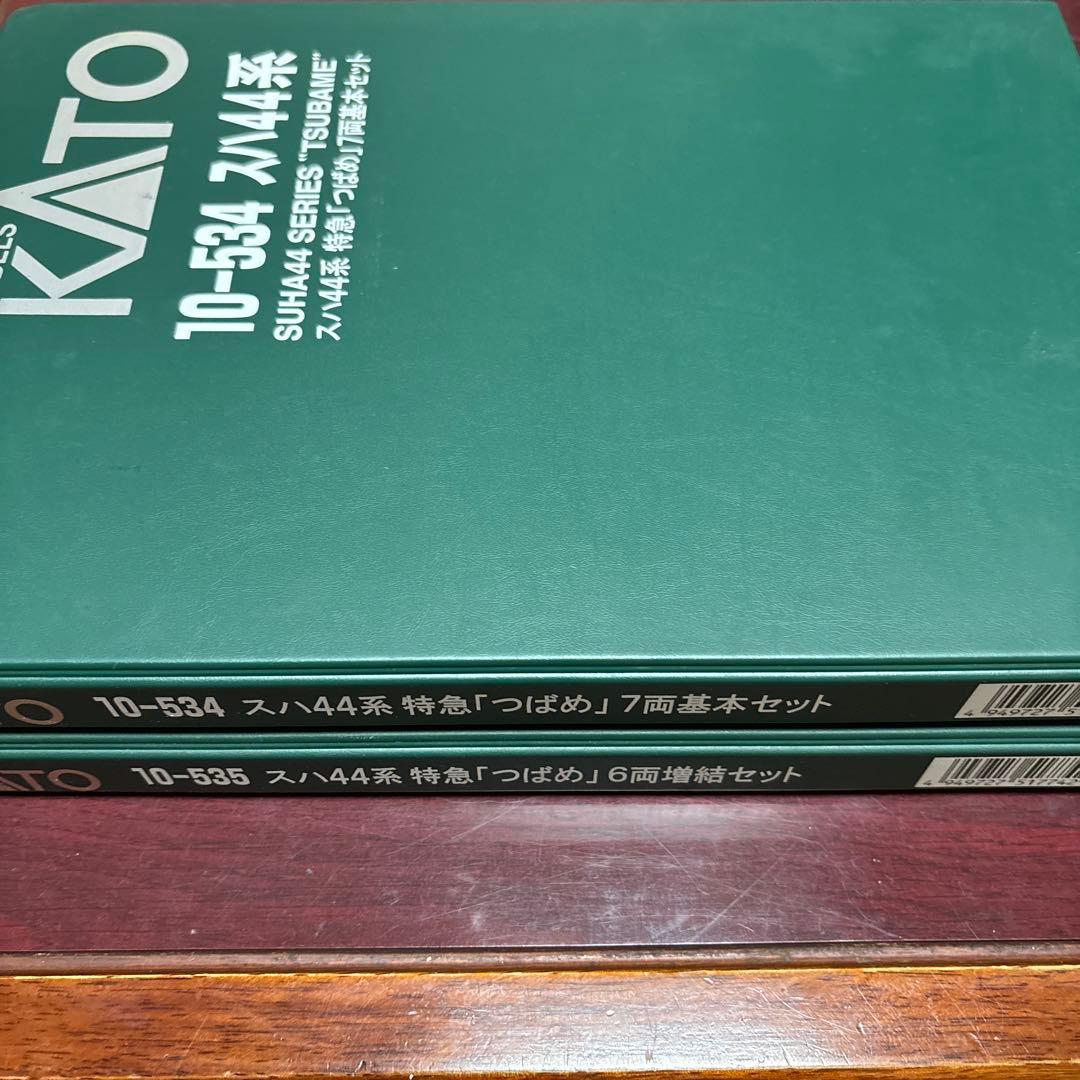 KATO
10-534 スハ44系
SUHA44 SERIES "TSUBAME"
スハ44系 特急「つばめ」7両基本セット
10-534 スハ44系 特急「つばめ」7両基本セット
10-535 スハ44系 特急「つばめ」6両増結セット